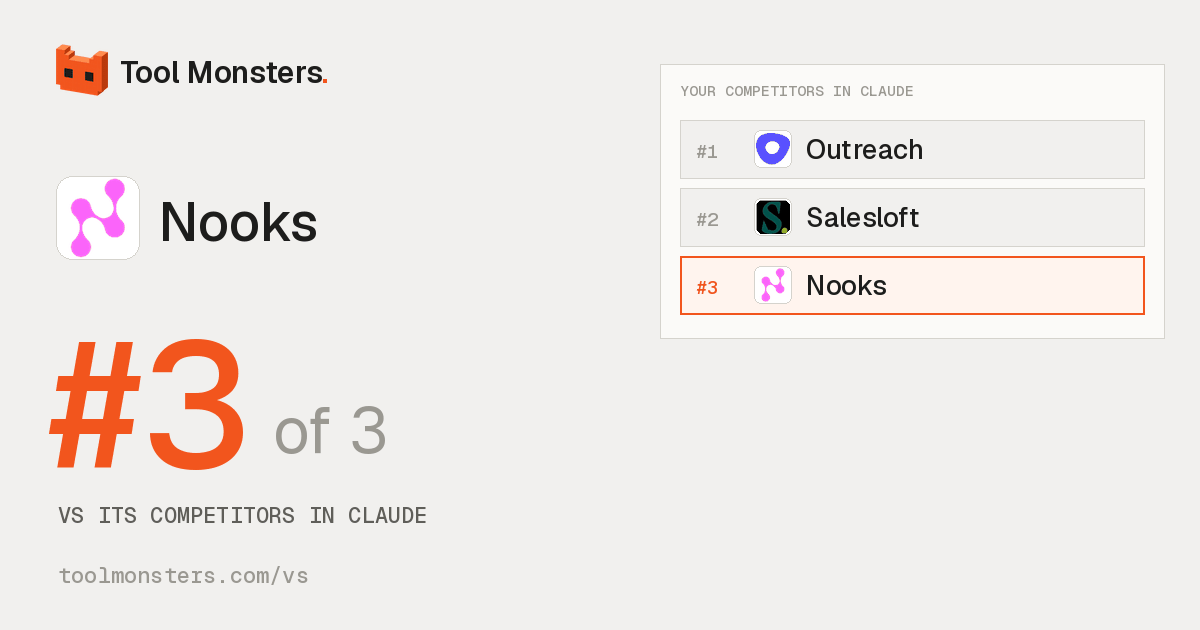 Tool Monsters.
Nooks
#3 of 3
VS ITS COMPETITORS IN CLAUDE
toolmonsters.com/vs
YOUR COMPETITORS IN CLAUDE
#1 Outreach
#2 S. Salesloft
#3 Nooks